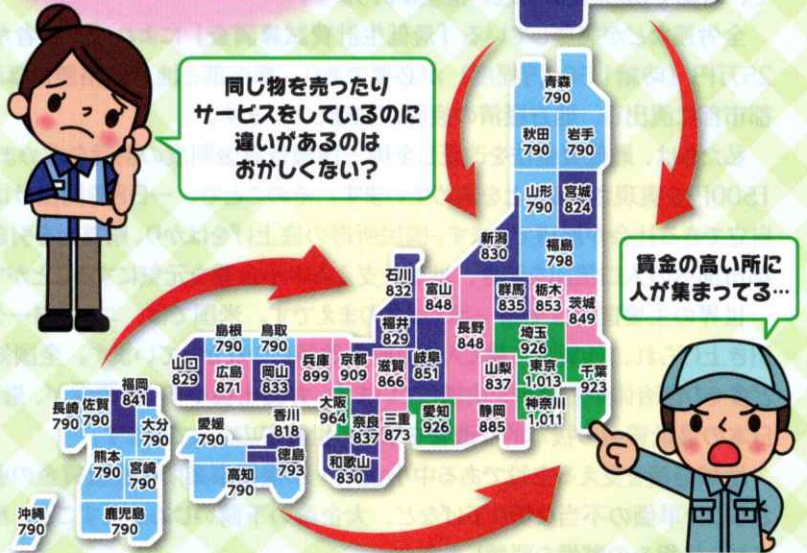 同じ物を売ったり
サービスをしているのに
違いがあるのは
おかしくない?
賃金の高い所に
人が集まってる…
青森
790
秋田
790
岩手
790
山形
790
宮城
824
福島
798
新潟
830
群馬
835
栃木
853
茨城
849
埼玉
926
東京
1,013
千葉
923
神奈川
1,011
石川
832
富山
848
福井
829
長野
848
岐阜
851
山梨
837
静岡
885
愛知
926
三重
873
滋賀
866
京都
909
大阪
964
奈良
837
和歌山
830
兵庫
899
鳥取
790
島根
790
岡山
833
広島
871
山口
829
香川
818
徳島
793
愛媛
790
高知
790
福岡
841
佐賀
790
長崎
790
大分
790
熊本
790
宮崎
790
鹿児島
790
沖縄
790